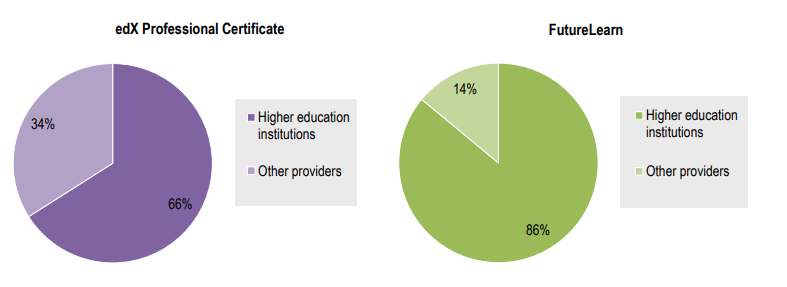 edX Professional Certificate
34%
66%
Higher education
institutions
Other providers
FutureLearn
14%
86%
Higher education
institutions
Other providers